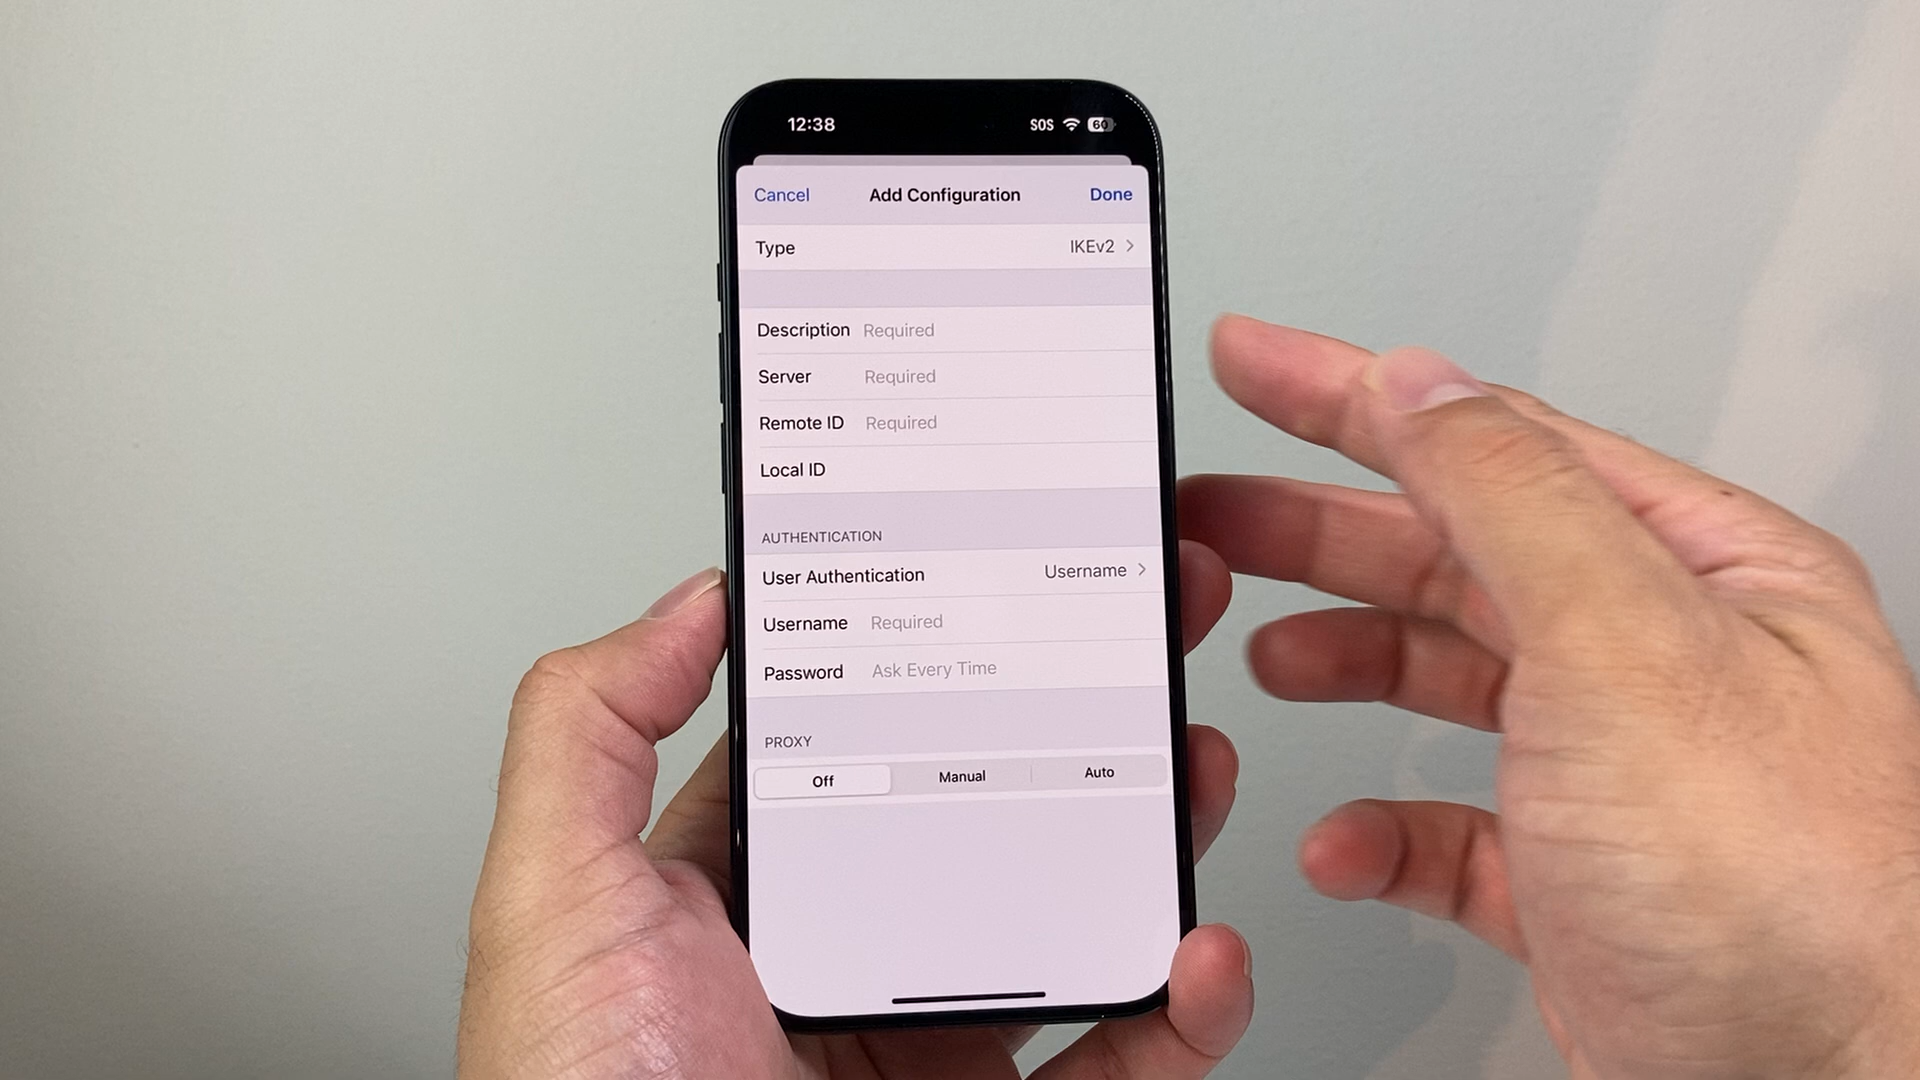 12:38 SOS 60
Cancel Add Configuration Done
Type IKEv2
Description Required
Server Required
Remote ID Required
Local ID
AUTHENTICATION
User Authentication Username
Username Required
Password Ask Every Time
PROXY
Off Manual Auto